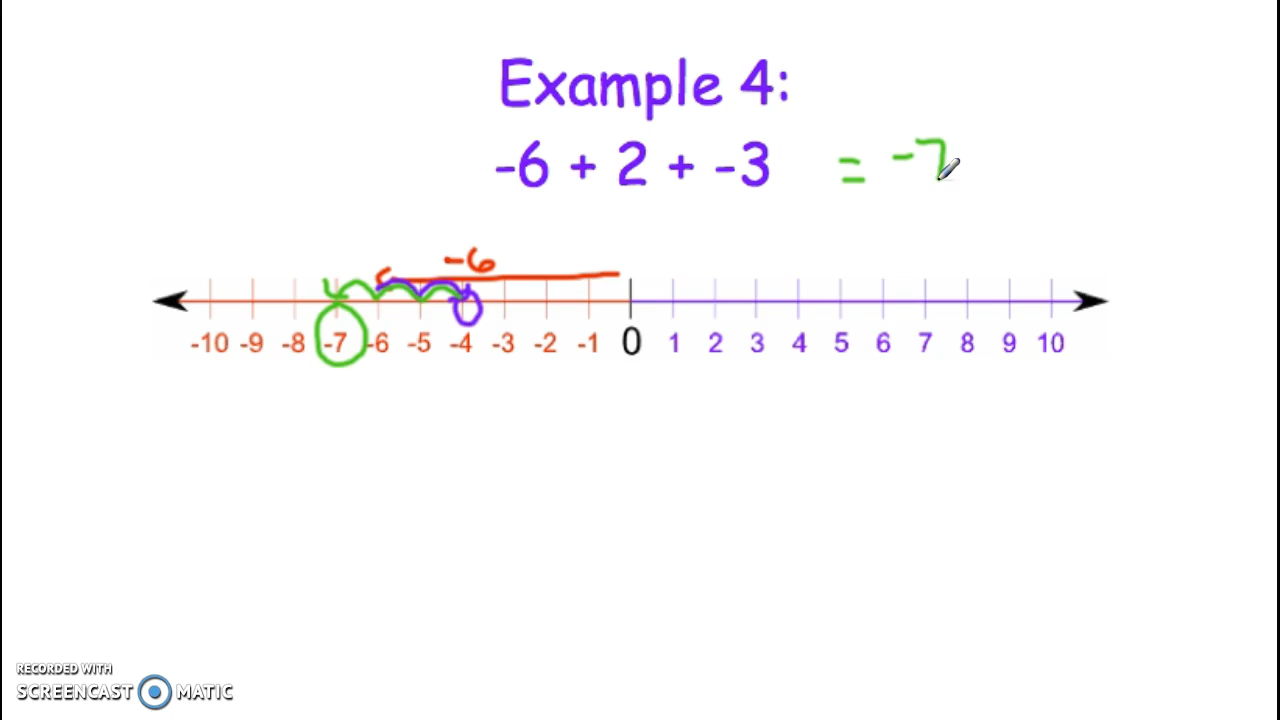 Example 4:
-6 + 2 + -3 = -7
-6
-10 -9 -8 -7 -6 -5 -4 -3 -2 -1 0 1 2 3 4 5 6 7 8 9 10
RECORDED WITH
SCREENCAST MATIC